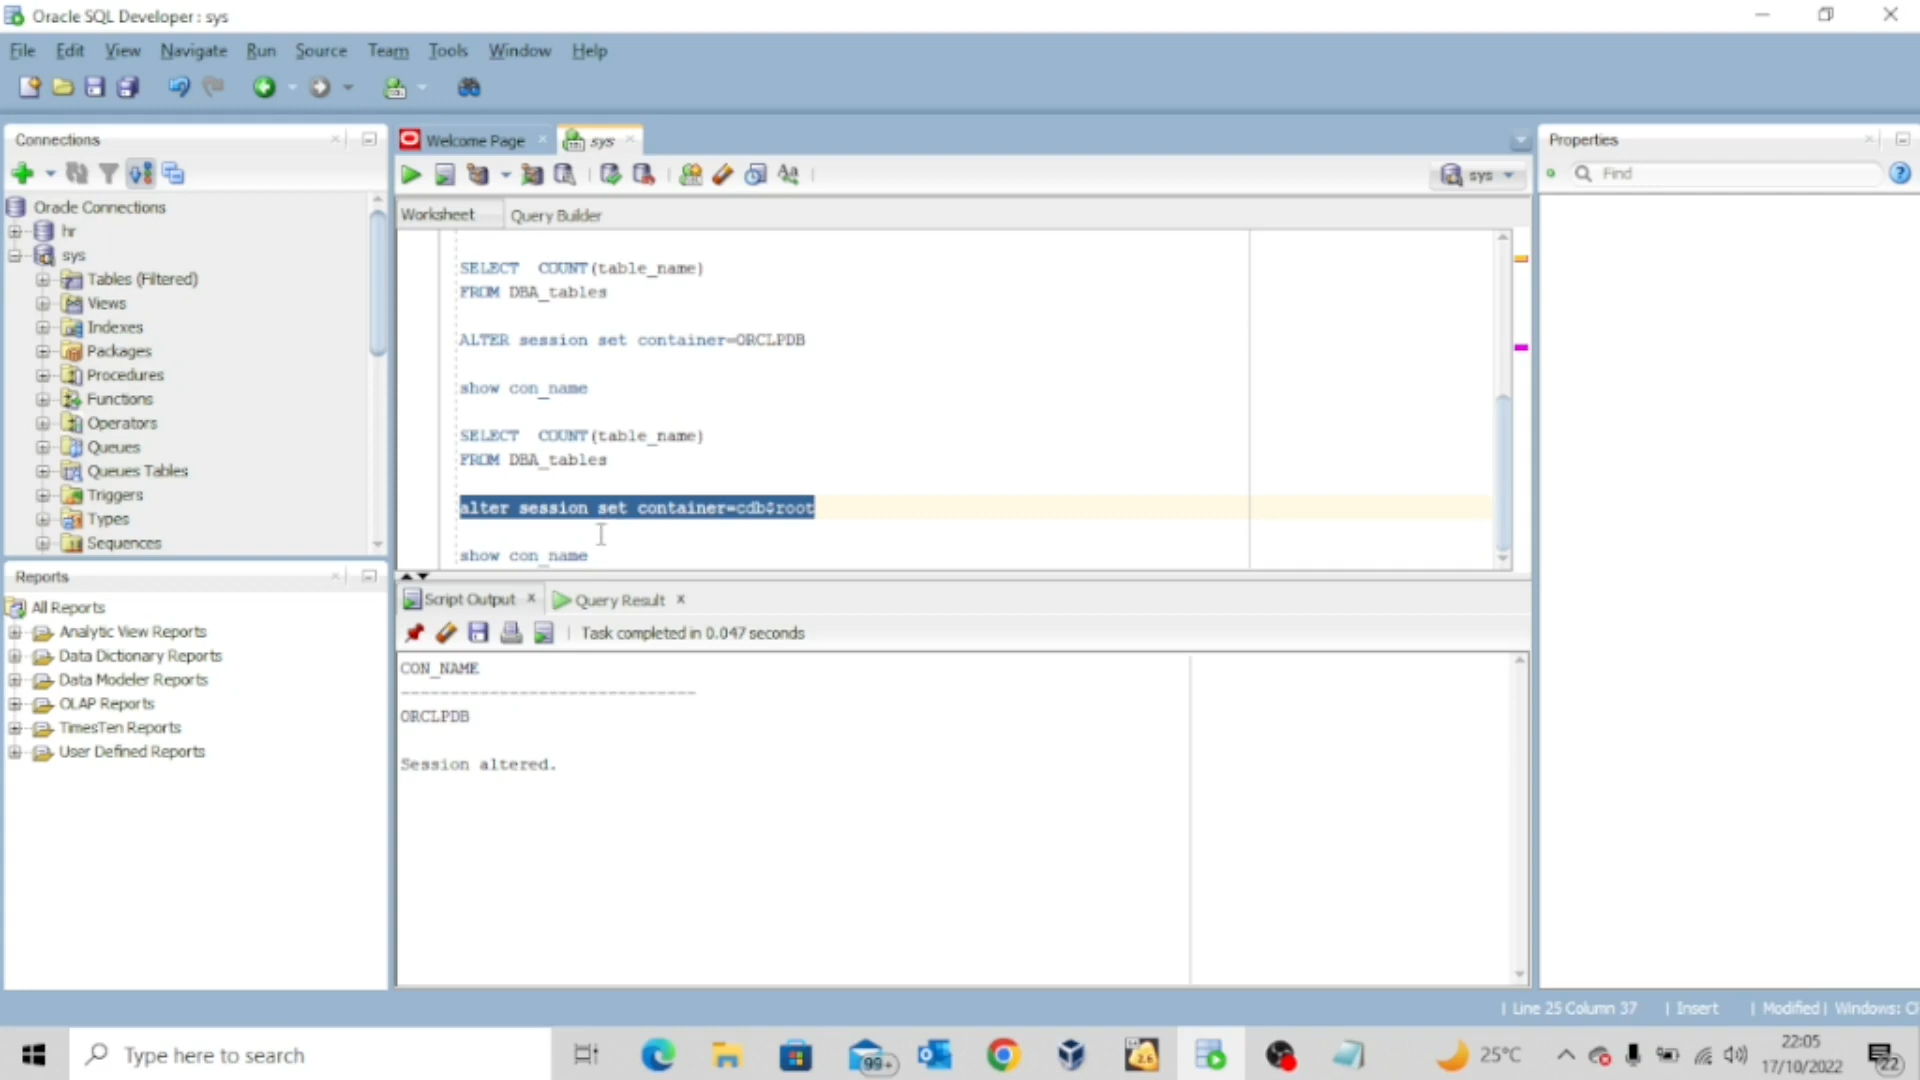 Oracle SQL Developer : sys
File Edit View Navigate Run Source Team Tools Window Help
Connections
Oracle Connections
hr
sys
Tables (Filtered)
Views
Indexes
Packages
Procedures
Functions
Operators
Queues
Queues Tables
Triggers
Types
Sequences
Reports
All Reports
Analytic View Reports
Data Dictionary Reports
Data Modeler Reports
OLAP Reports
TimesTen Reports
User Defined Reports
Welcome Page sys
sys
Worksheet Query Builder
SELECT COUNT(table_name)
FROM DBA_tables
ALTER session set container=ORCLPDB
show con_name
SELECT COUNT(table_name)
FROM DBA_tables
alter session set container=cdb$root
show con_name
Script Output Query Result
Task completed in 0.047 seconds
CON_NAME
------------------------------
ORCLPDB
Session altered.
Properties
Find
Line 25 Column 37 | Insert | Modified | Windows: C
Type here to search
99+
2.6
25°C
22:05
17/10/2022
22